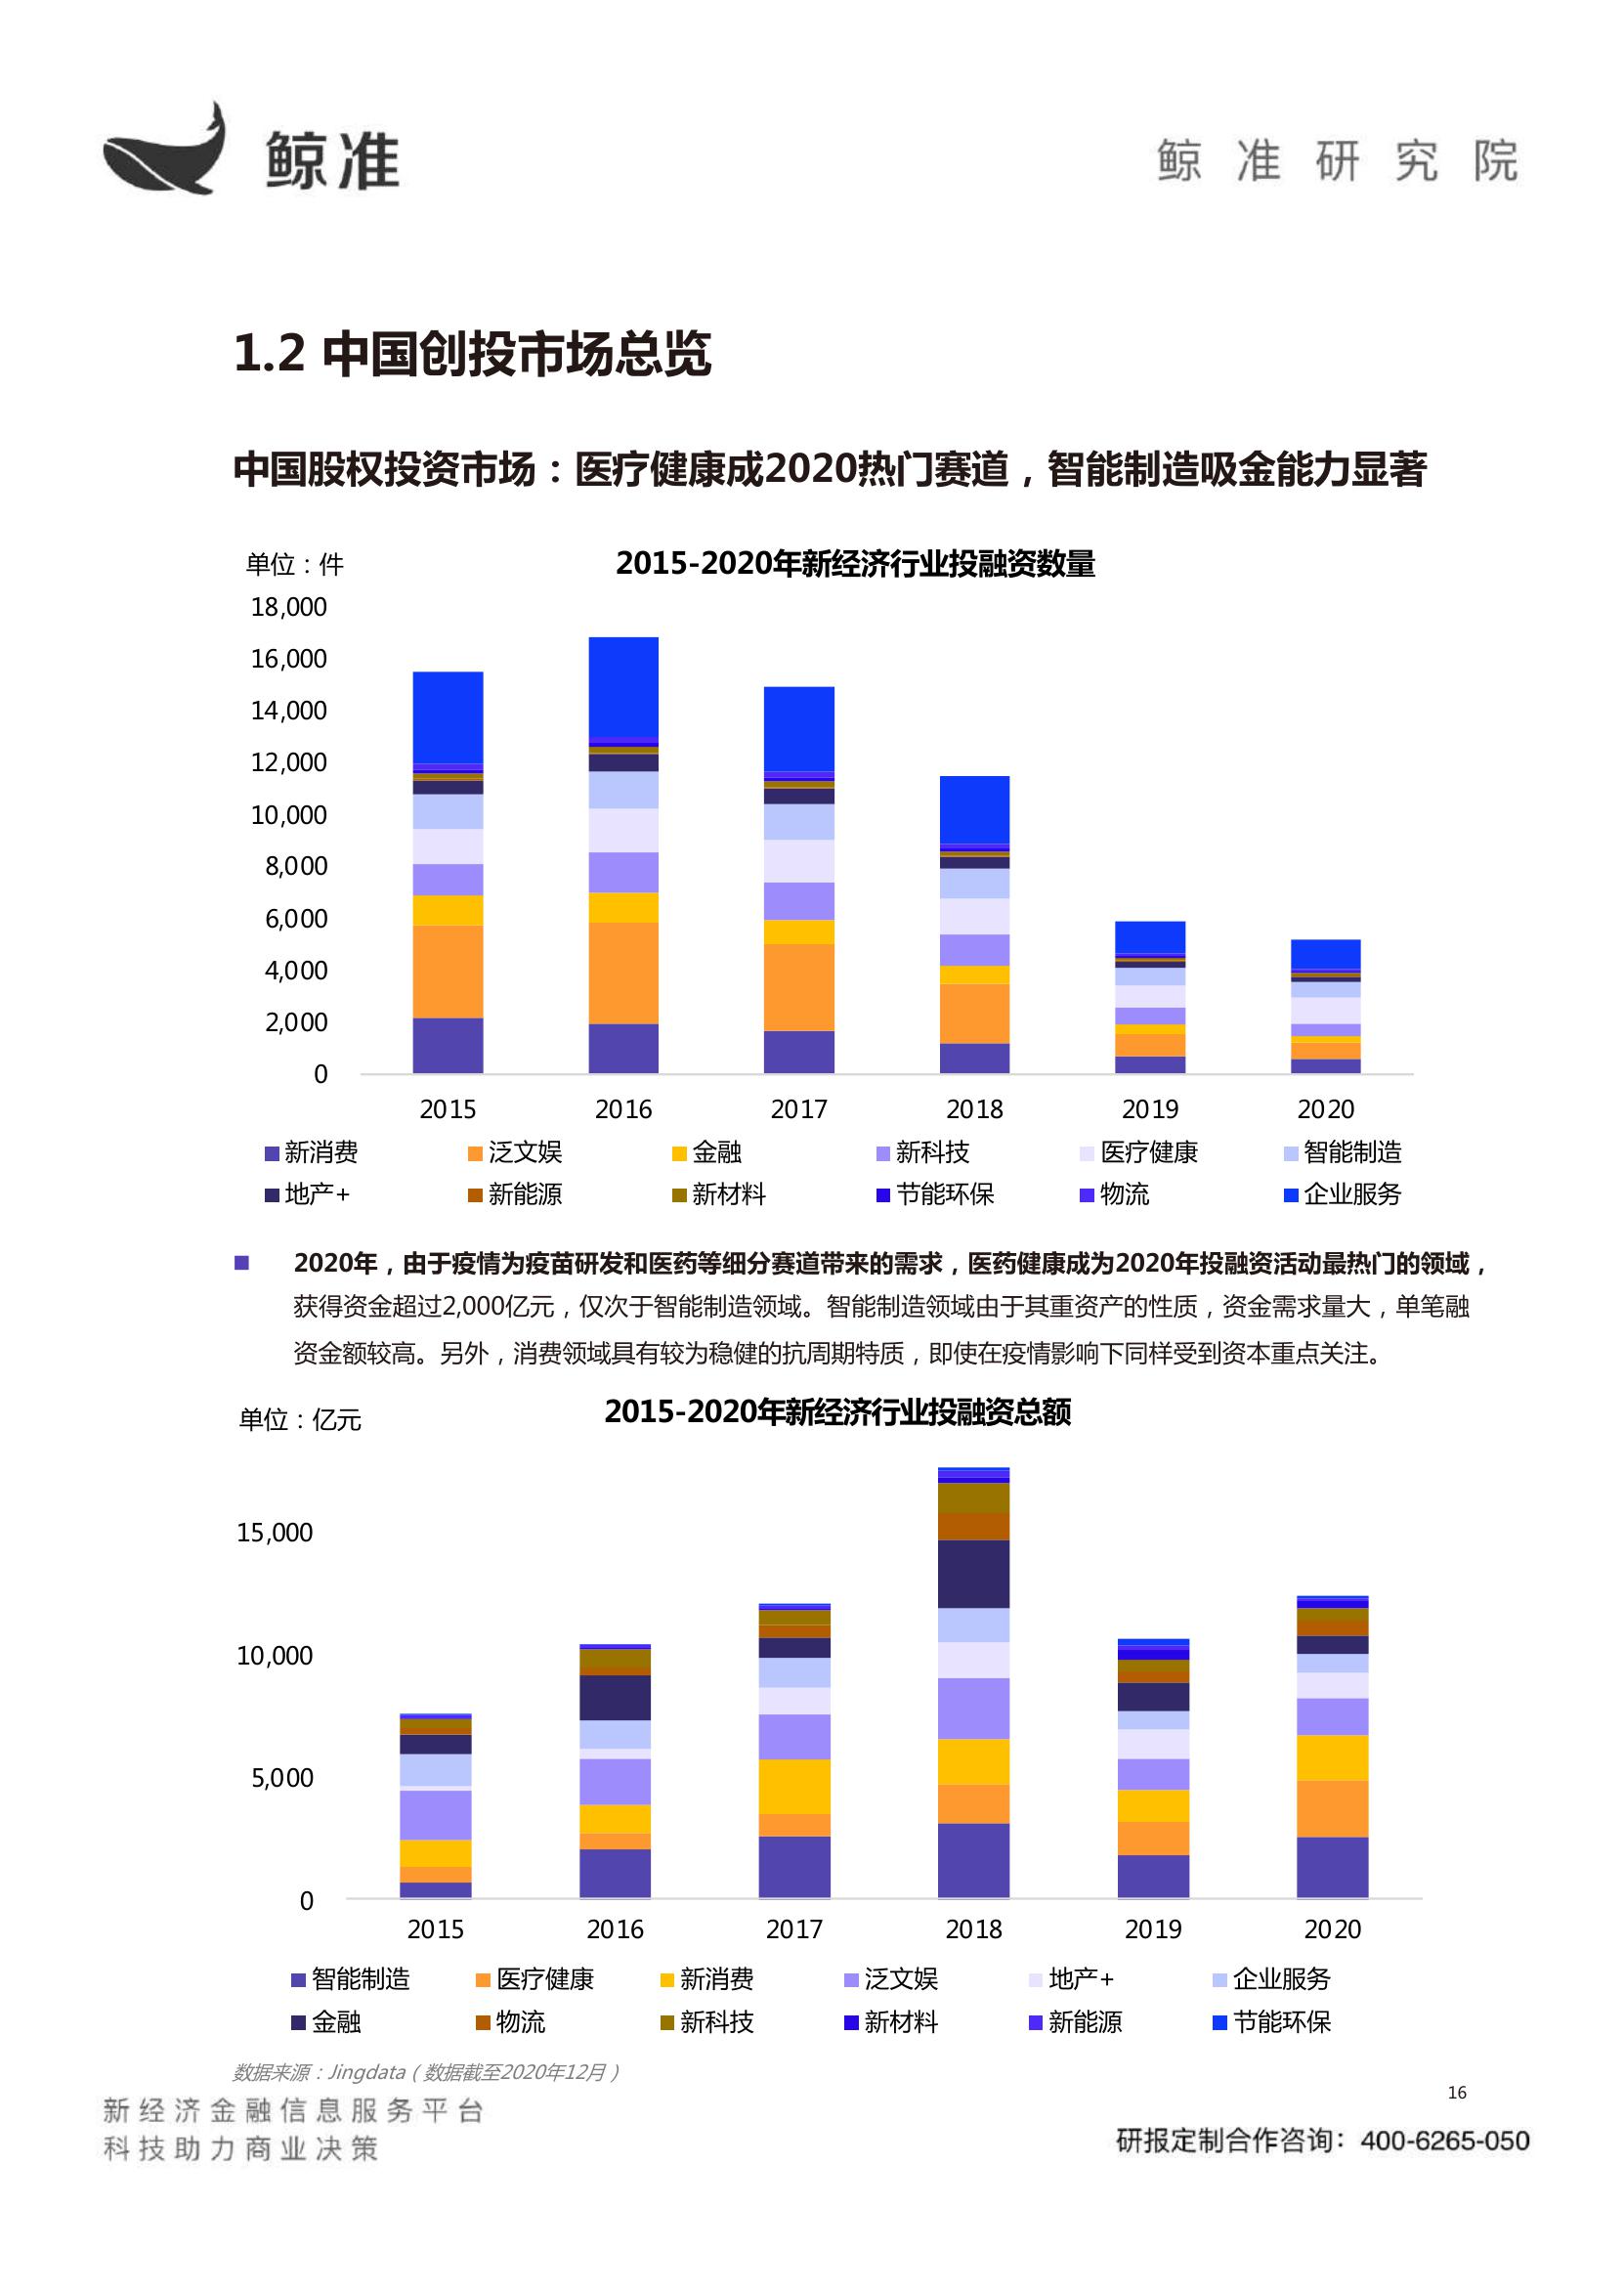 鲸准
鲸准研究院
1.2 中国创投市场总览
中国股权投资市场：医疗健康成2020热门赛道，智能制造吸金能力显著
单位：件
2015-2020年新经济行业投融资数量
18,000
16,000
14,000
12,000
10,000
8,000
6,000
4,000
2,000
0
2015 2016 2017 2018 2019 2020
新消费 泛文娱 金融 新科技 医疗健康 智能制造
地产+ 新能源 新材料 节能环保 物流 企业服务
2020年，由于疫情为疫苗研发和医药等细分赛道带来的需求，医药健康成为2020年投融资活动最热门的领域，
获得资金超过2,000亿元，仅次于智能制造领域。智能制造领域由于其重资产的性质，资金需求量大，单笔融
资金额较高。另外，消费领域具有较为稳健的抗周期特质，即使在疫情影响下同样受到资本重点关注。
单位：亿元
2015-2020年新经济行业投融资总额
15,000
10,000
5,000
0
2015 2016 2017 2018 2019 2020
智能制造 医疗健康 新消费 泛文娱 地产+ 企业服务
金融 物流 新科技 新材料 新能源 节能环保
数据来源：Jingdata（数据截至2020年12月）
16
新经济金融信息服务平台
科技助力商业决策
研报定制合作咨询：400-6265-050